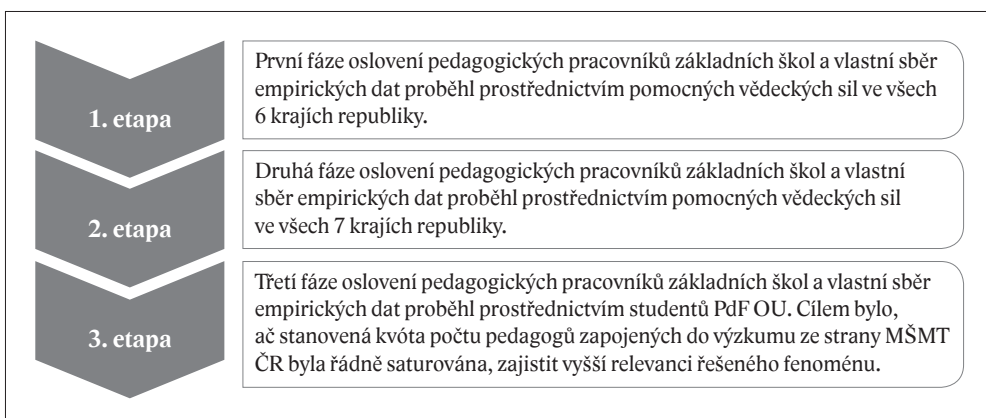 1. etapa
První fáze oslovení pedagogických pracovníků základních škol a vlastní sběr
empirických dat proběhl prostřednictvím pomocných vědeckých sil ve všech
6 krajích republiky.
2. etapa
Druhá fáze oslovení pedagogických pracovníků základních škol a vlastní
sběr empirických dat proběhl prostřednictvím pomocných vědeckých sil
ve všech 7 krajích republiky.
3. etapa
Třetí fáze oslovení pedagogických pracovníků základních škol a vlastní sběr
empirických dat proběhl prostřednictvím studentů PdF OU. Cílem bylo,
ač stanovená kvóta počtu pedagogů zapojených do výzkumu ze strany MŠMT
ČR byla řádně saturována, zajistit vyšší relevanci řešeného fenoménu.